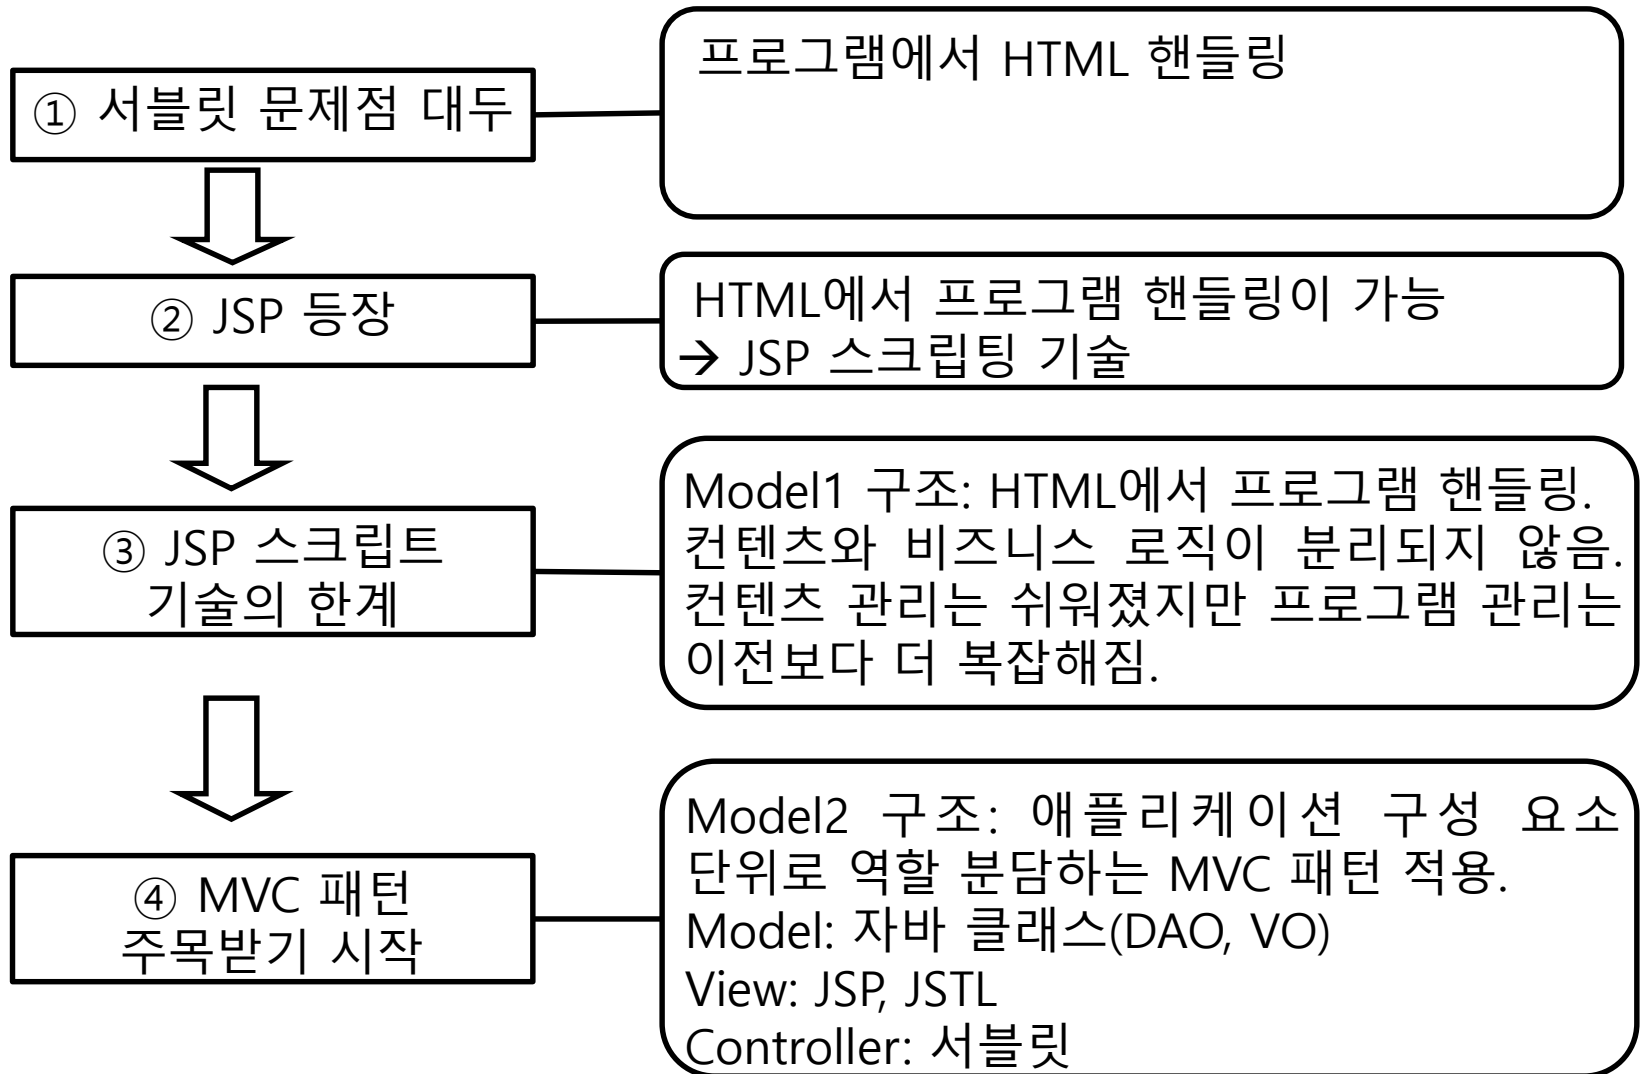 ① 서블릿 문제점 대두
프로그램에서 HTML 핸들링
② JSP 등장
HTML에서 프로그램 핸들링이 가능
→ JSP 스크립팅 기술
③ JSP 스크립트
기술의 한계
Model1 구조: HTML에서 프로그램 핸들링.
컨텐츠와 비즈니스 로직이 분리되지 않음.
컨텐츠 관리는 쉬워졌지만 프로그램 관리는
이전보다 더 복잡해짐.
④ MVC 패턴
주목받기 시작
Model2 구조: 애플리케이션 구성 요소
단위로 역할 분담하는 MVC 패턴 적용.
Model: 자바 클래스(DAO, VO)
View: JSP, JSTL
Controller: 서블릿